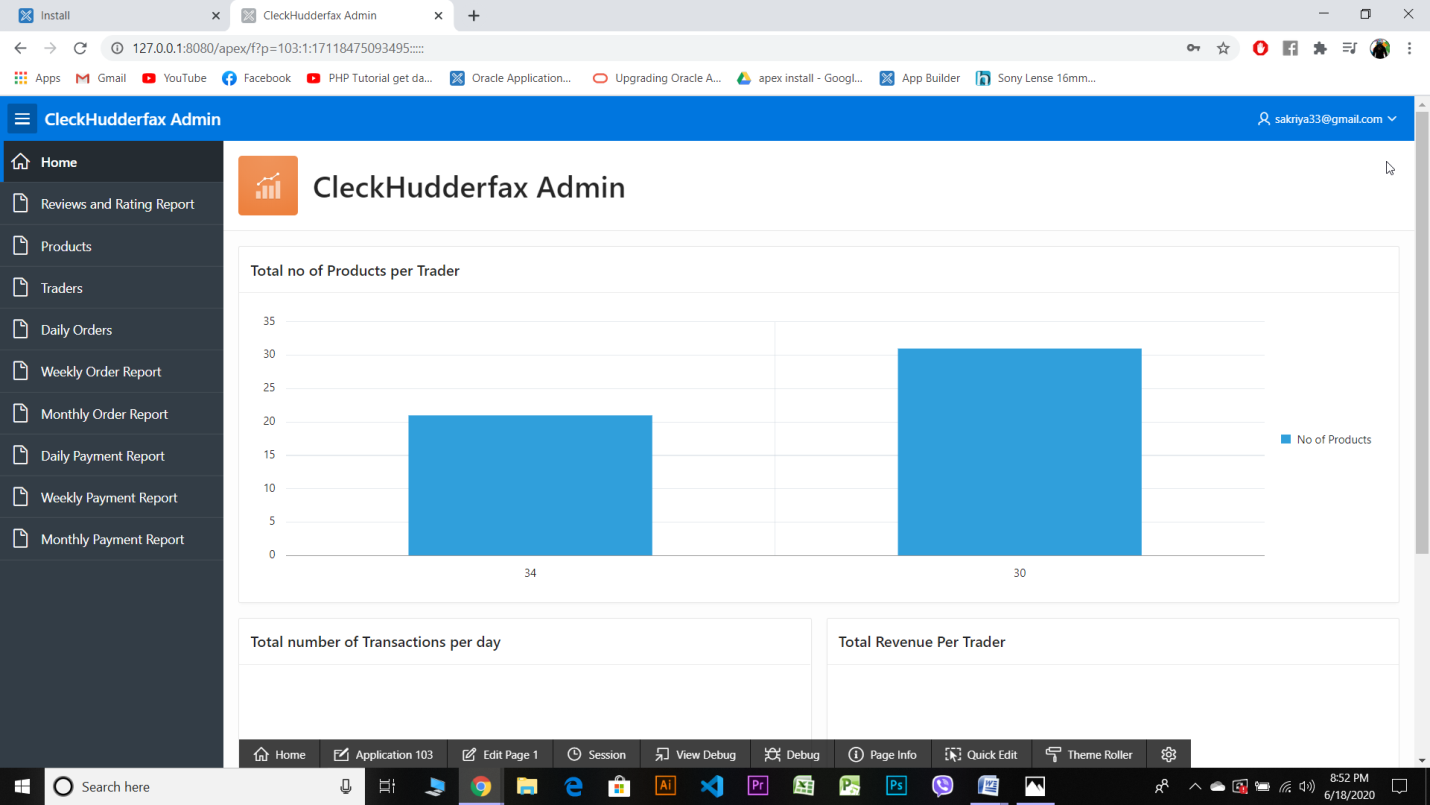 Install
CleckHudderfax Admin
127.0.0.1:8080/apex/f?p=103:1:17118475093495:::::
Apps
Gmail
YouTube
Facebook
PHP Tutorial get da...
Oracle Application...
Upgrading Oracle A...
apex install - Googl...
App Builder
Sony Lense 16mm...
CleckHudderfax Admin
sakriya33@gmail.com
Home
Reviews and Rating Report
Products
Traders
Daily Orders
Weekly Order Report
Monthly Order Report
Daily Payment Report
Weekly Payment Report
Monthly Payment Report
CleckHudderfax Admin
Total no of Products per Trader
35
30
25
20
15
10
5
0
34
30
No of Products
Total number of Transactions per day
Total Revenue Per Trader
Home
Application 103
Edit Page 1
Session
View Debug
Debug
Page Info
Quick Edit
Theme Roller
Search here
Ai
Pr
Ps
8:52 PM
6/18/2020